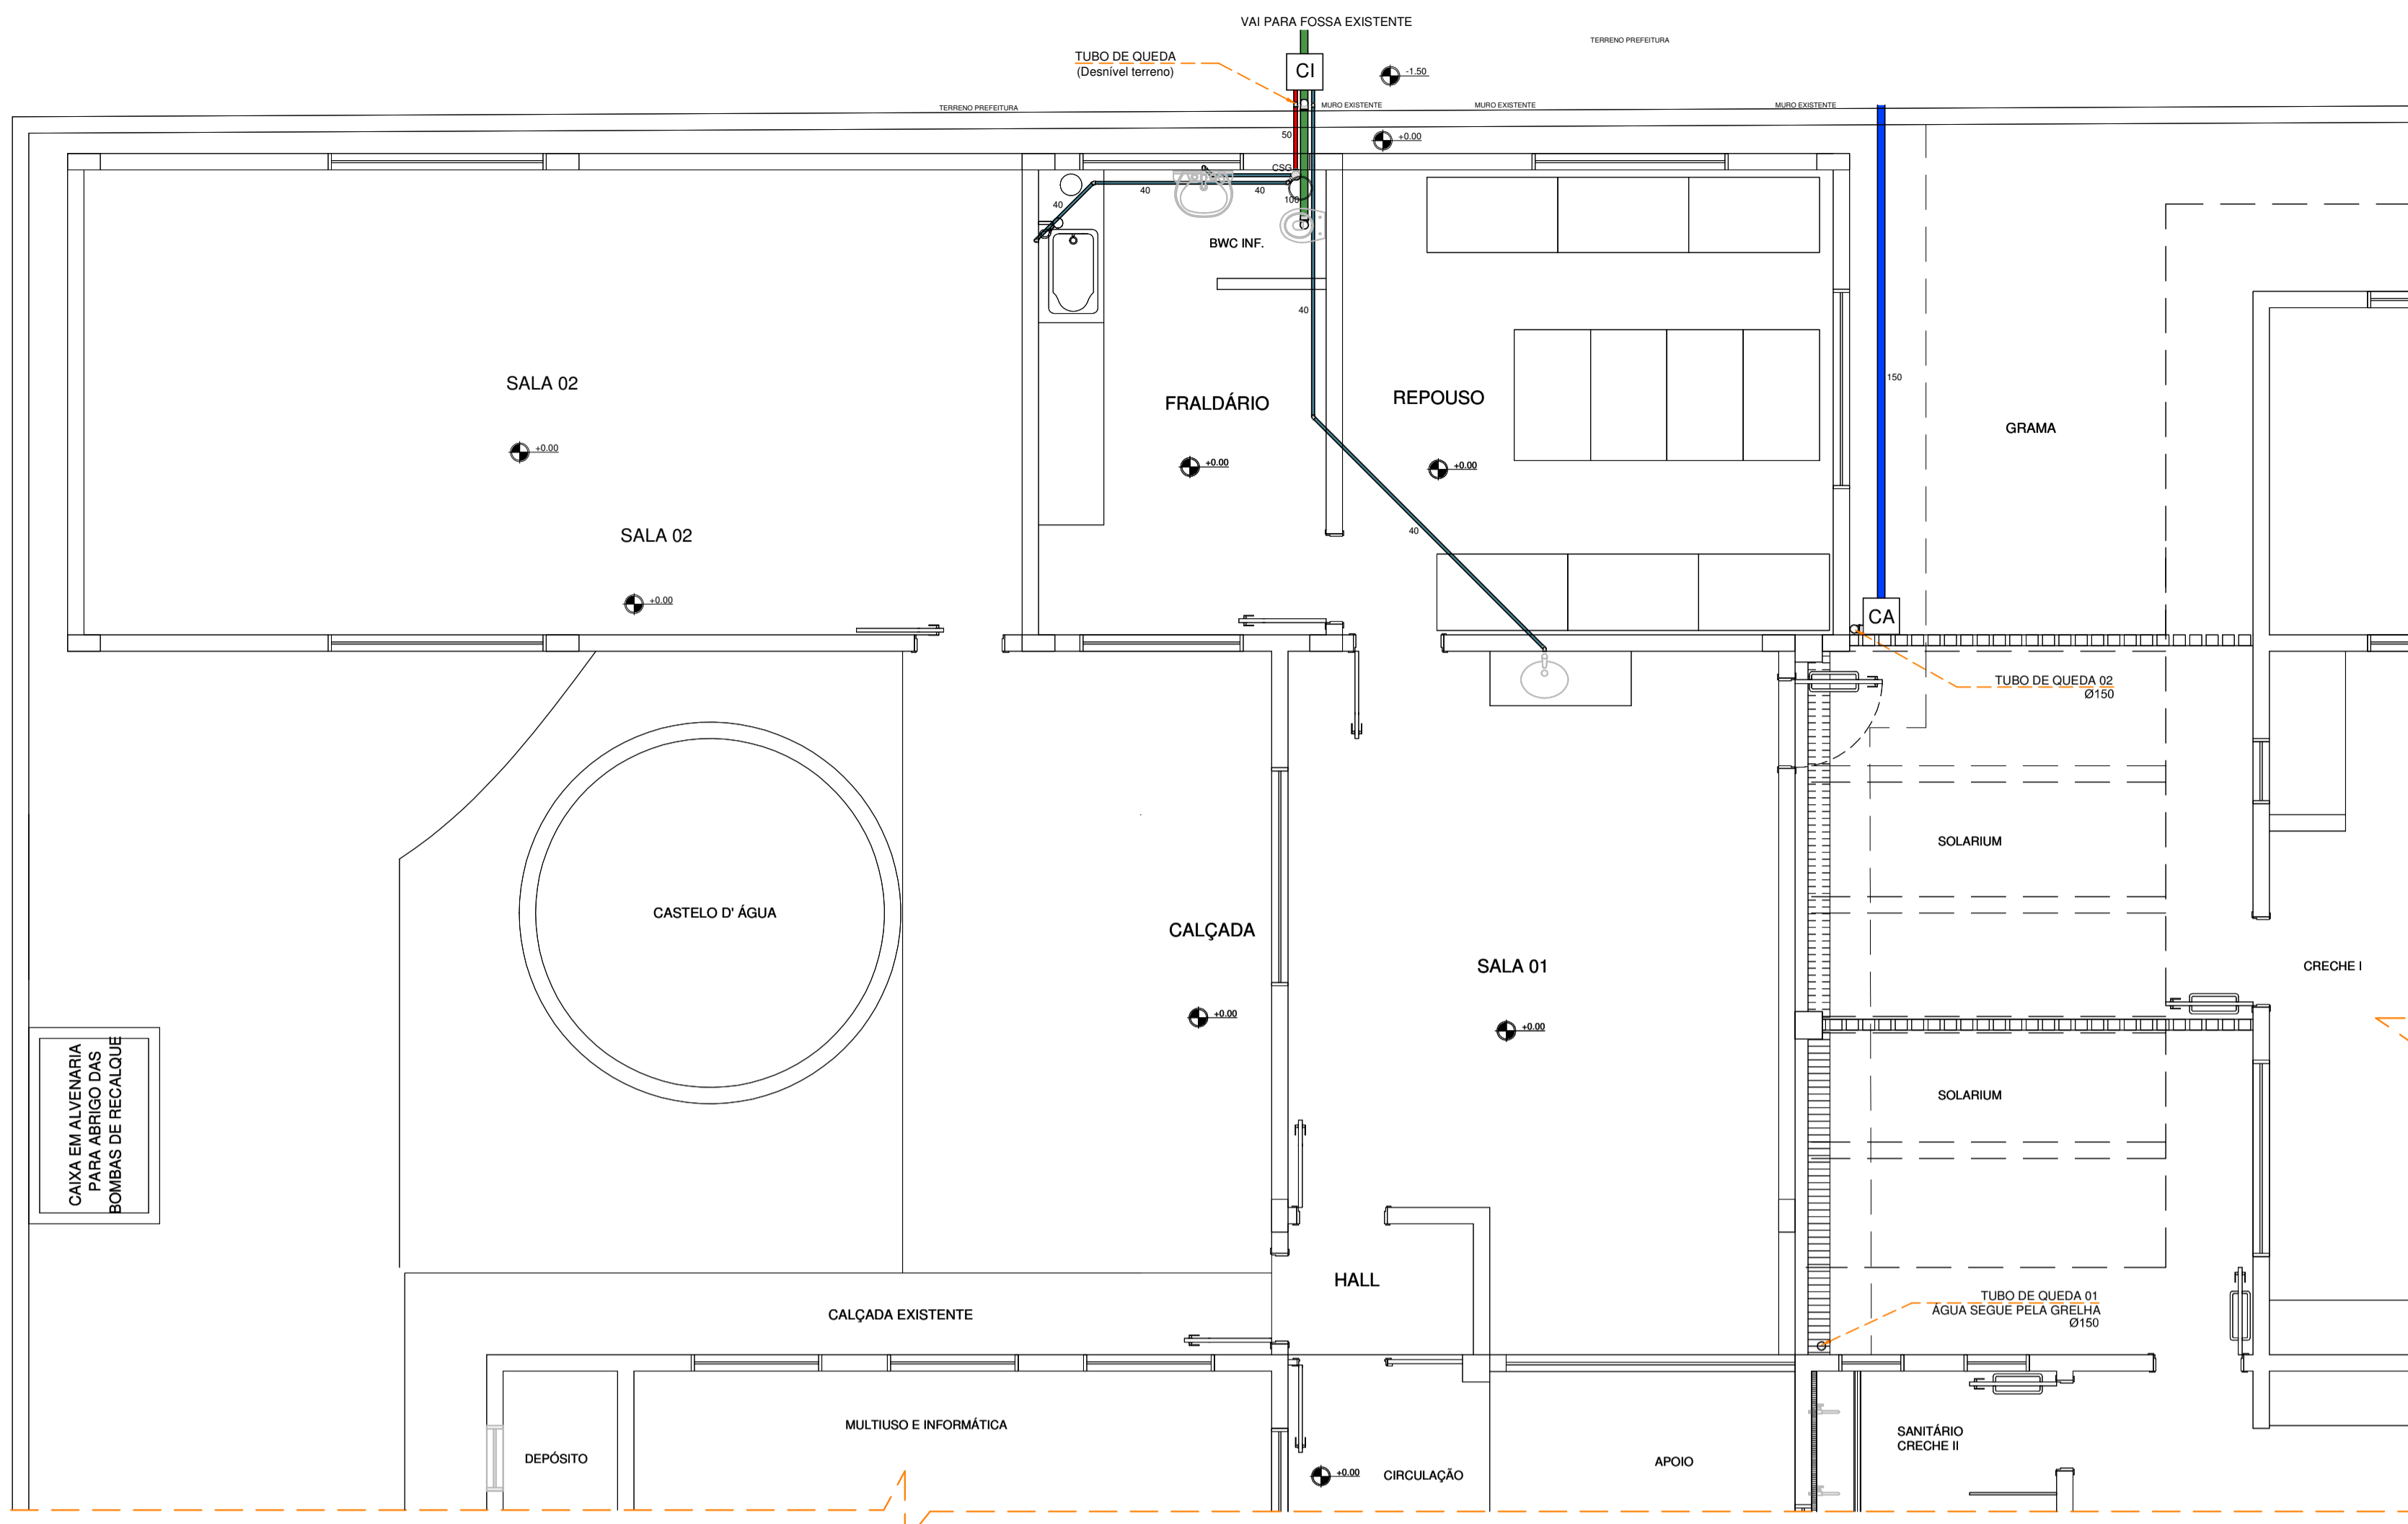 VAI PARA FOSSA EXISTENTE
TERRENO PREFEITURA
TUBO DE QUEDA
(Desnível terreno)
CI
-1.50
TERRENO PREFEITURA
MURO EXISTENTE
MURO EXISTENTE
MURO EXISTENTE
50
+0.00
CSG
40
40
40
100
BWC INF.
40
SALA 02
+0.00
FRALDÁRIO
+0.00
REPOUSO
+0.00
150
GRAMA
SALA 02
+0.00
40
CA
TUBO DE QUEDA 02
Ø150
SOLARIUM
CASTELO D' ÁGUA
CALÇADA
+0.00
SALA 01
+0.00
CRECHE I
CAIXA EM ALVENARIA
PARA ABRIGO DAS
BOMBAS DE RECALQUE
SOLARIUM
HALL
CALÇADA EXISTENTE
TUBO DE QUEDA 01
ÁGUA SEGUE PELA GRELHA
Ø150
MULTIUSO E INFORMÁTICA
DEPÓSITO
+0.00
CIRCULAÇÃO
APOIO
SANITÁRIO
CRECHE II